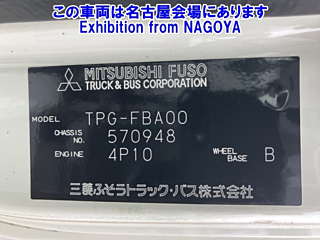 この車両は名古屋会場にあります
Exhibition from NAGOYA
MITSUBISHI FUSO
TRUCK & BUS CORPORATION
MODEL TPG-FBA00
CHASSIS NO. 570948
ENGINE 4P10 WHEEL BASE B
三菱ふそうトラック・バス株式会社